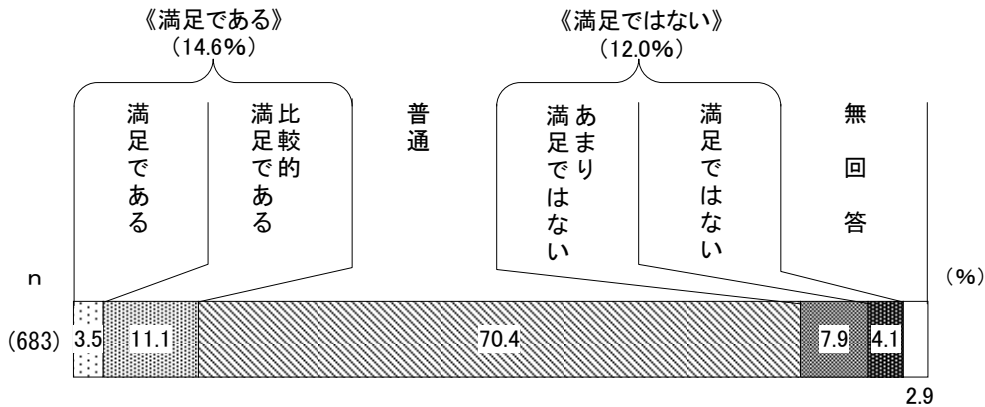 《満足である》
(14.6%)
《満足ではない》
(12.0%)
満足である
比較的
満足である
普通
あまり
満足ではない
満足ではない
無回答
n
(%)
(683)
3.5
11.1
70.4
7.9
4.1
2.9